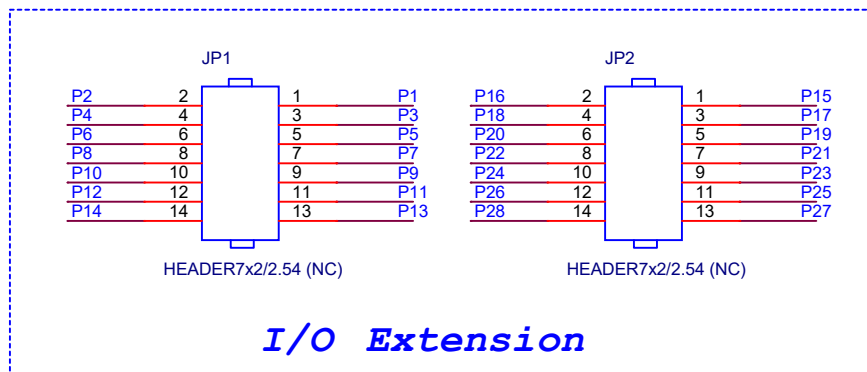 JP1 JP2
P2 2 1 P1 P16 2 1 P15
P4 4 3 P3 P18 4 3 P17
P6 6 5 P5 P20 6 5 P19
P8 8 7 P7 P22 8 7 P21
P10 10 9 P9 P24 10 9 P23
P12 12 11 P11 P26 12 11 P25
P14 14 13 P13 P28 14 13 P27
HEADER7x2/2.54 (NC) HEADER7x2/2.54 (NC)
I/O Extension